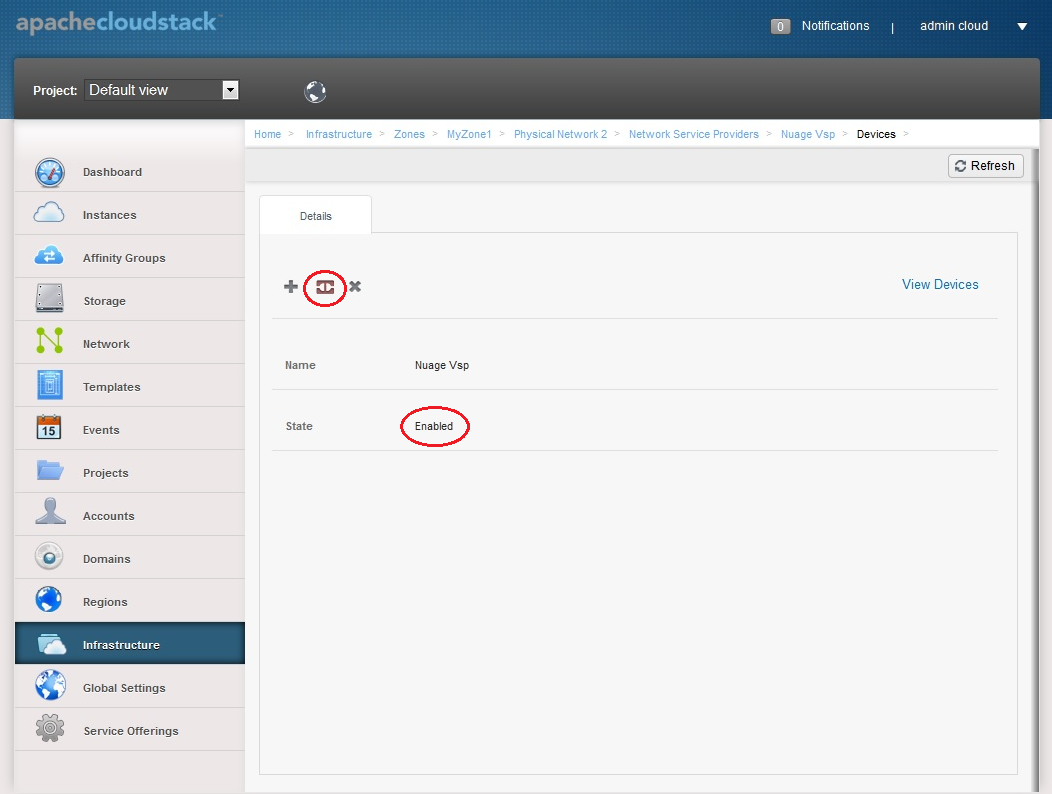 apachecloudstack™
0 Notifications | admin cloud
Project: Default view
Home > Infrastructure > Zones > MyZone1 > Physical Network 2 > Network Service Providers > Nuage Vsp > Devices >
Refresh
Dashboard
Instances
Affinity Groups
Storage
Network
Templates
15 Events
Projects
Accounts
Domains
Regions
Infrastructure
Global Settings
Service Offerings
Details
View Devices
Name Nuage Vsp
State Enabled